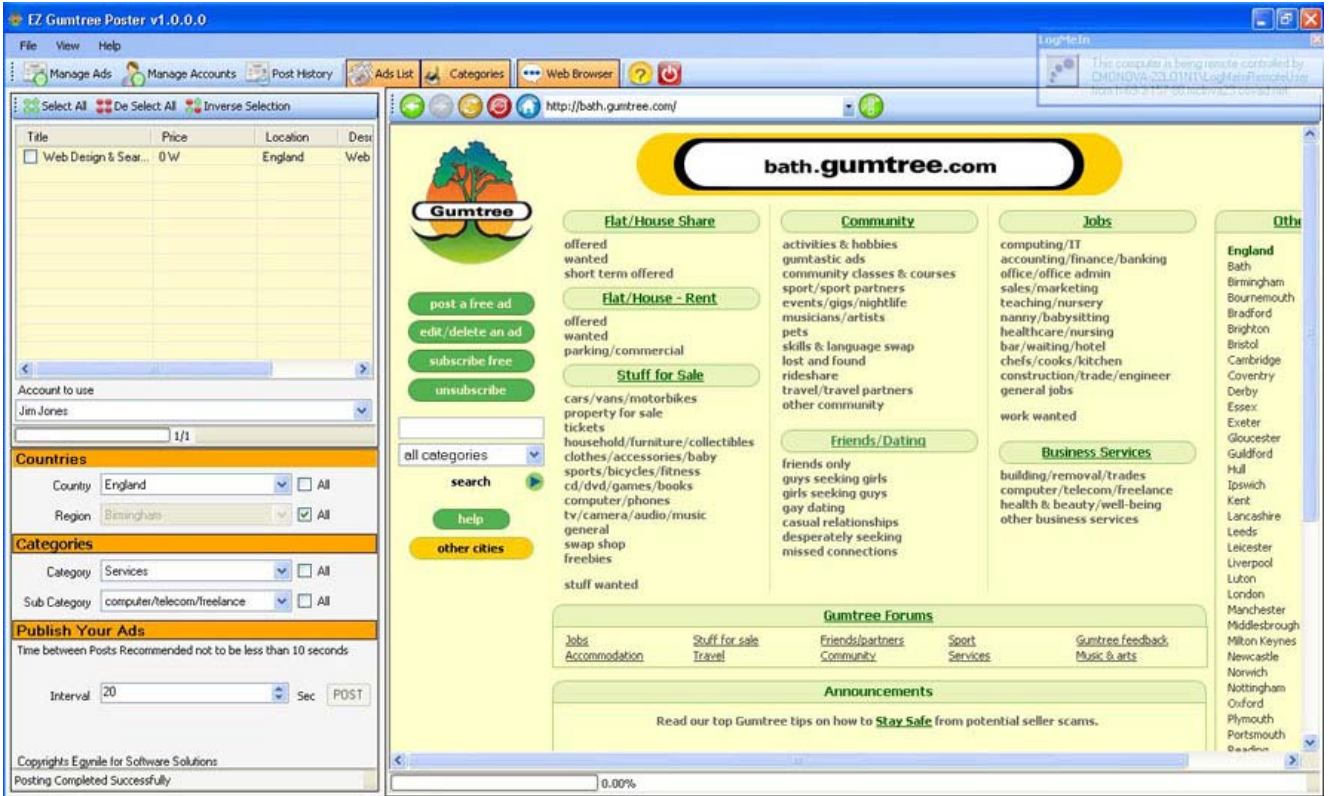 EZ Gumtree Poster v1.0.0.0
File View Help
LogMeIn
This computer is being
remote controlled by
Manage Ads Manage Accounts Post History Ads List Categories Web Browser
Select All De Select All Inverse Selection
http://bath.gumtree.com/
Title Price Location Desc
Web Design & Sear... 0 W England Web
Account to use
Jim Jones
1/1
Countries
Country England All
Region Birmingham All
Categories
Category Services All
Sub Category computer/telecom/freelance All
Publish Your Ads
Time between Posts Recommended not to be less than 10 seconds
Interval 20 Sec POST
Copyrights Egynile for Software Solutions
Posting Completed Successfully
bath.gumtree.com
Gumtree
post a free ad
edit/delete an ad
subscribe free
unsubscribe
all categories
search
help
other cities
Flat/House Share
offered
wanted
short term offered
Flat/House - Rent
offered
wanted
parking/commercial
Stuff for Sale
cars/vans/motorbikes
property for sale
tickets
household/furniture/collectibles
clothes/accessories/baby
sports/bicycles/fitness
cd/dvd/games/books
computer/phones
tv/camera/audio/music
general
swap shop
freebies
stuff wanted
Community
activities & hobbies
gumtastic ads
community classes & courses
sport/sport partners
events/gigs/nightlife
musicians/artists
pets
skills & language swap
lost and found
rideshare
travel/travel partners
other community
Friends/Dating
friends only
guys seeking girls
girls seeking guys
gay dating
casual relationships
desperately seeking
missed connections
Jobs
computing/IT
accounting/finance/banking
office/office admin
sales/marketing
teaching/nursery
nanny/babysitting
healthcare/nursing
bar/waiting/hotel
chefs/cooks/kitchen
construction/trade/engineer
general jobs
work wanted
Business Services
building/removal/trades
computer/telecom/freelance
health & beauty/well-being
other business services
Othe
England
Bath
Birmingham
Bournemouth
Bradford
Brighton
Bristol
Cambridge
Coventry
Derby
Essex
Exeter
Gloucester
Guildford
Hull
Ipswich
Kent
Lancashire
Leeds
Leicester
Liverpool
Luton
London
Manchester
Middlesbrough
Milton Keynes
Newcastle
Norwich
Nottingham
Oxford
Plymouth
Portsmouth
Reading
Gumtree Forums
Jobs Stuff for sale Friends/partners Sport Gumtree feedback
Accommodation Travel Community Services Music & arts
Announcements
Read our top Gumtree tips on how to Stay Safe from potential seller scams.
0.00%